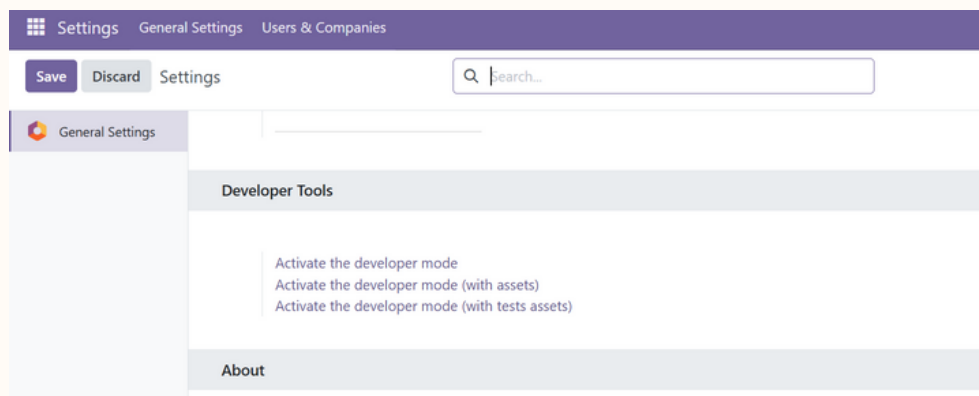 Settings General Settings Users & Companies
Save Discard Settings Search...
General Settings
Developer Tools
Activate the developer mode
Activate the developer mode (with assets)
Activate the developer mode (with tests assets)
About